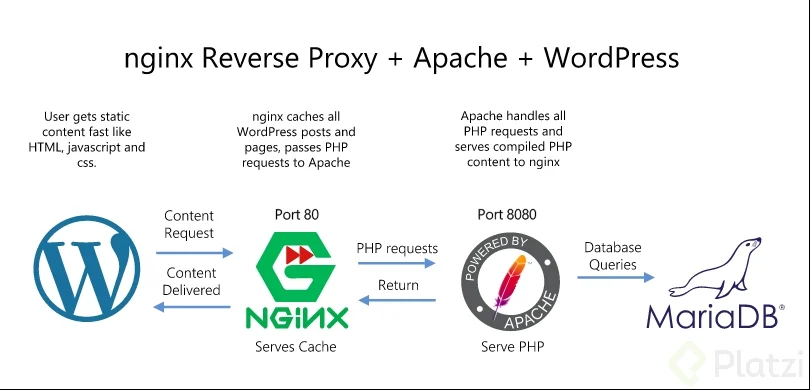 nginx Reverse Proxy + Apache + WordPress
User gets static
content fast like
HTML, javascript and
css.
nginx caches all
WordPress posts and
pages, passes PHP
requests to Apache
Apache handles all
PHP requests and
serves compiled PHP
content to nginx
W
Content
Request
Content
Delivered
Port 80
G
NGiNX
Serves Cache
PHP requests
Return
Port 8080
POWERED BY
APACHE
Serve PHP
Database
Queries
MariaDB®
Platzi